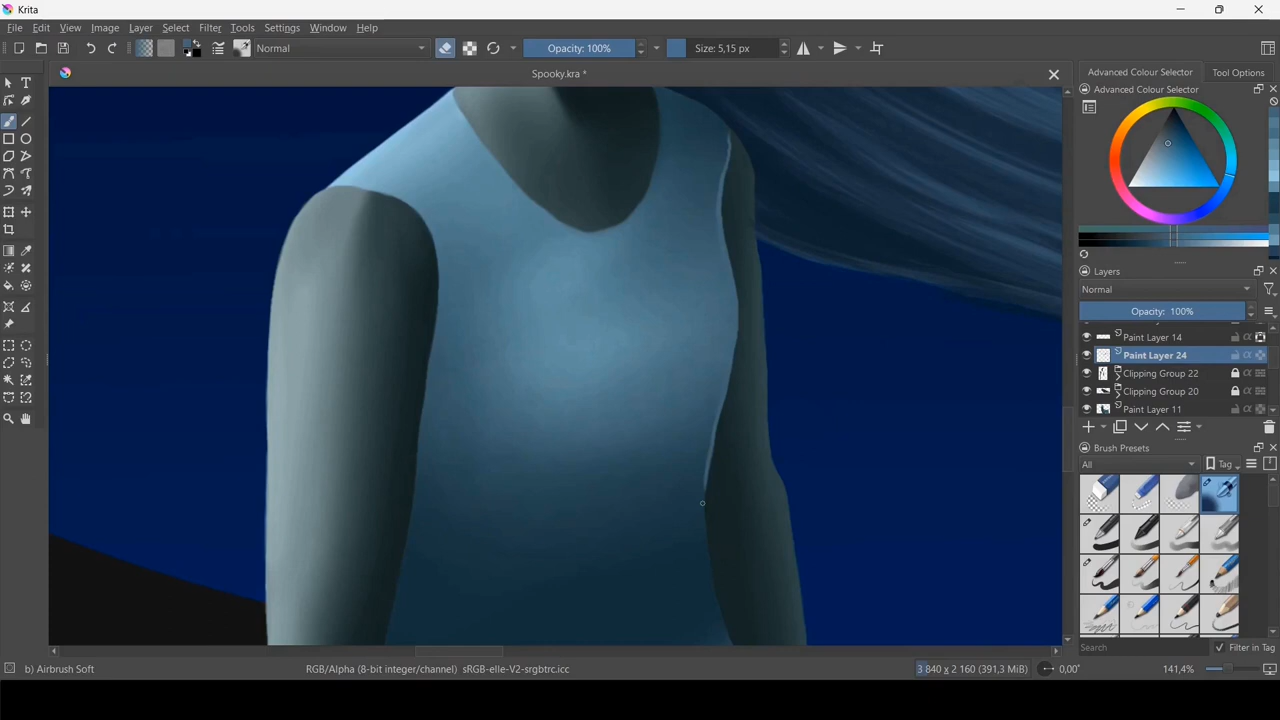 Krita
File Edit View Image Layer Select Filter Tools Settings Window Help
Normal Opacity: 100% Size: 5,15 px
Spooky.kra *
Advanced Colour Selector Tool Options
Advanced Colour Selector
Layers
Normal
Opacity: 100%
Paint Layer 14
Paint Layer 24
Clipping Group 22
Clipping Group 20
Paint Layer 11
Brush Presets
All Tag
Search Filter in Tag
b) Airbrush Soft RGB/Alpha (8-bit integer/channel) sRGB-elle-V2-srgbtrc.icc 3 840 x 2 160 (391,3 MiB) 0,00° 141,4%